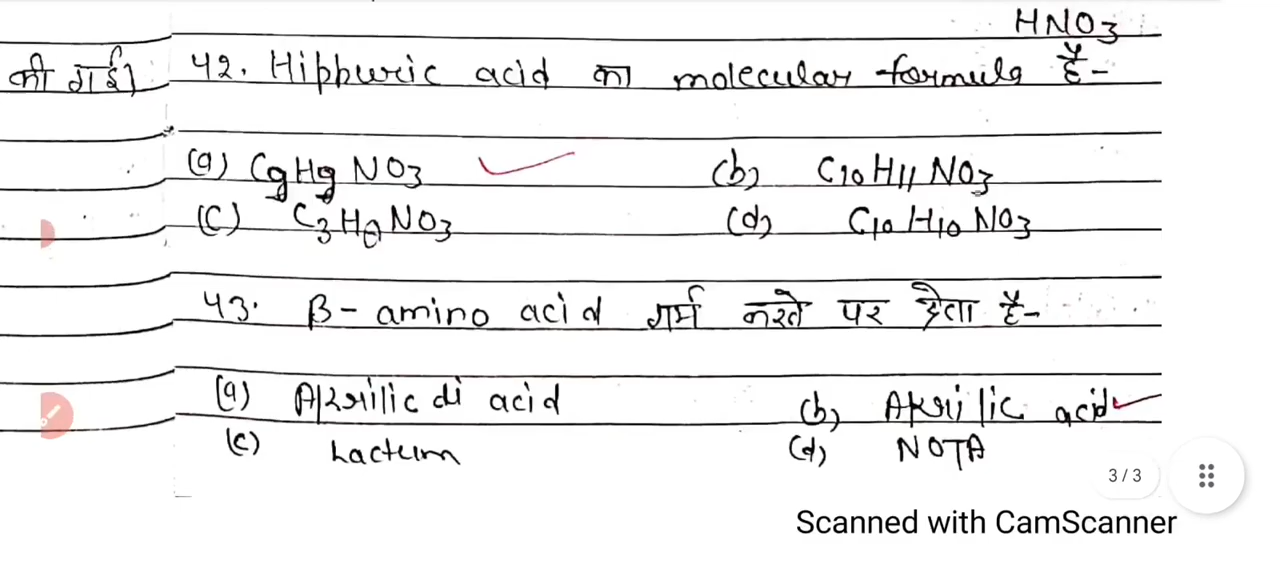 HNO3
की गई। 42. Hippuric acid का molecular formula है-
(a) C9H9NO3 (b) C10H11NO3
(c) C3H8NO3 (d) C10H10NO3
43. β-amino acid गर्म करने पर देता है-
(a) Akrilic di acid (b) Akrilic acid
(c) Lactum (d) NOTA
3/3
Scanned with CamScanner